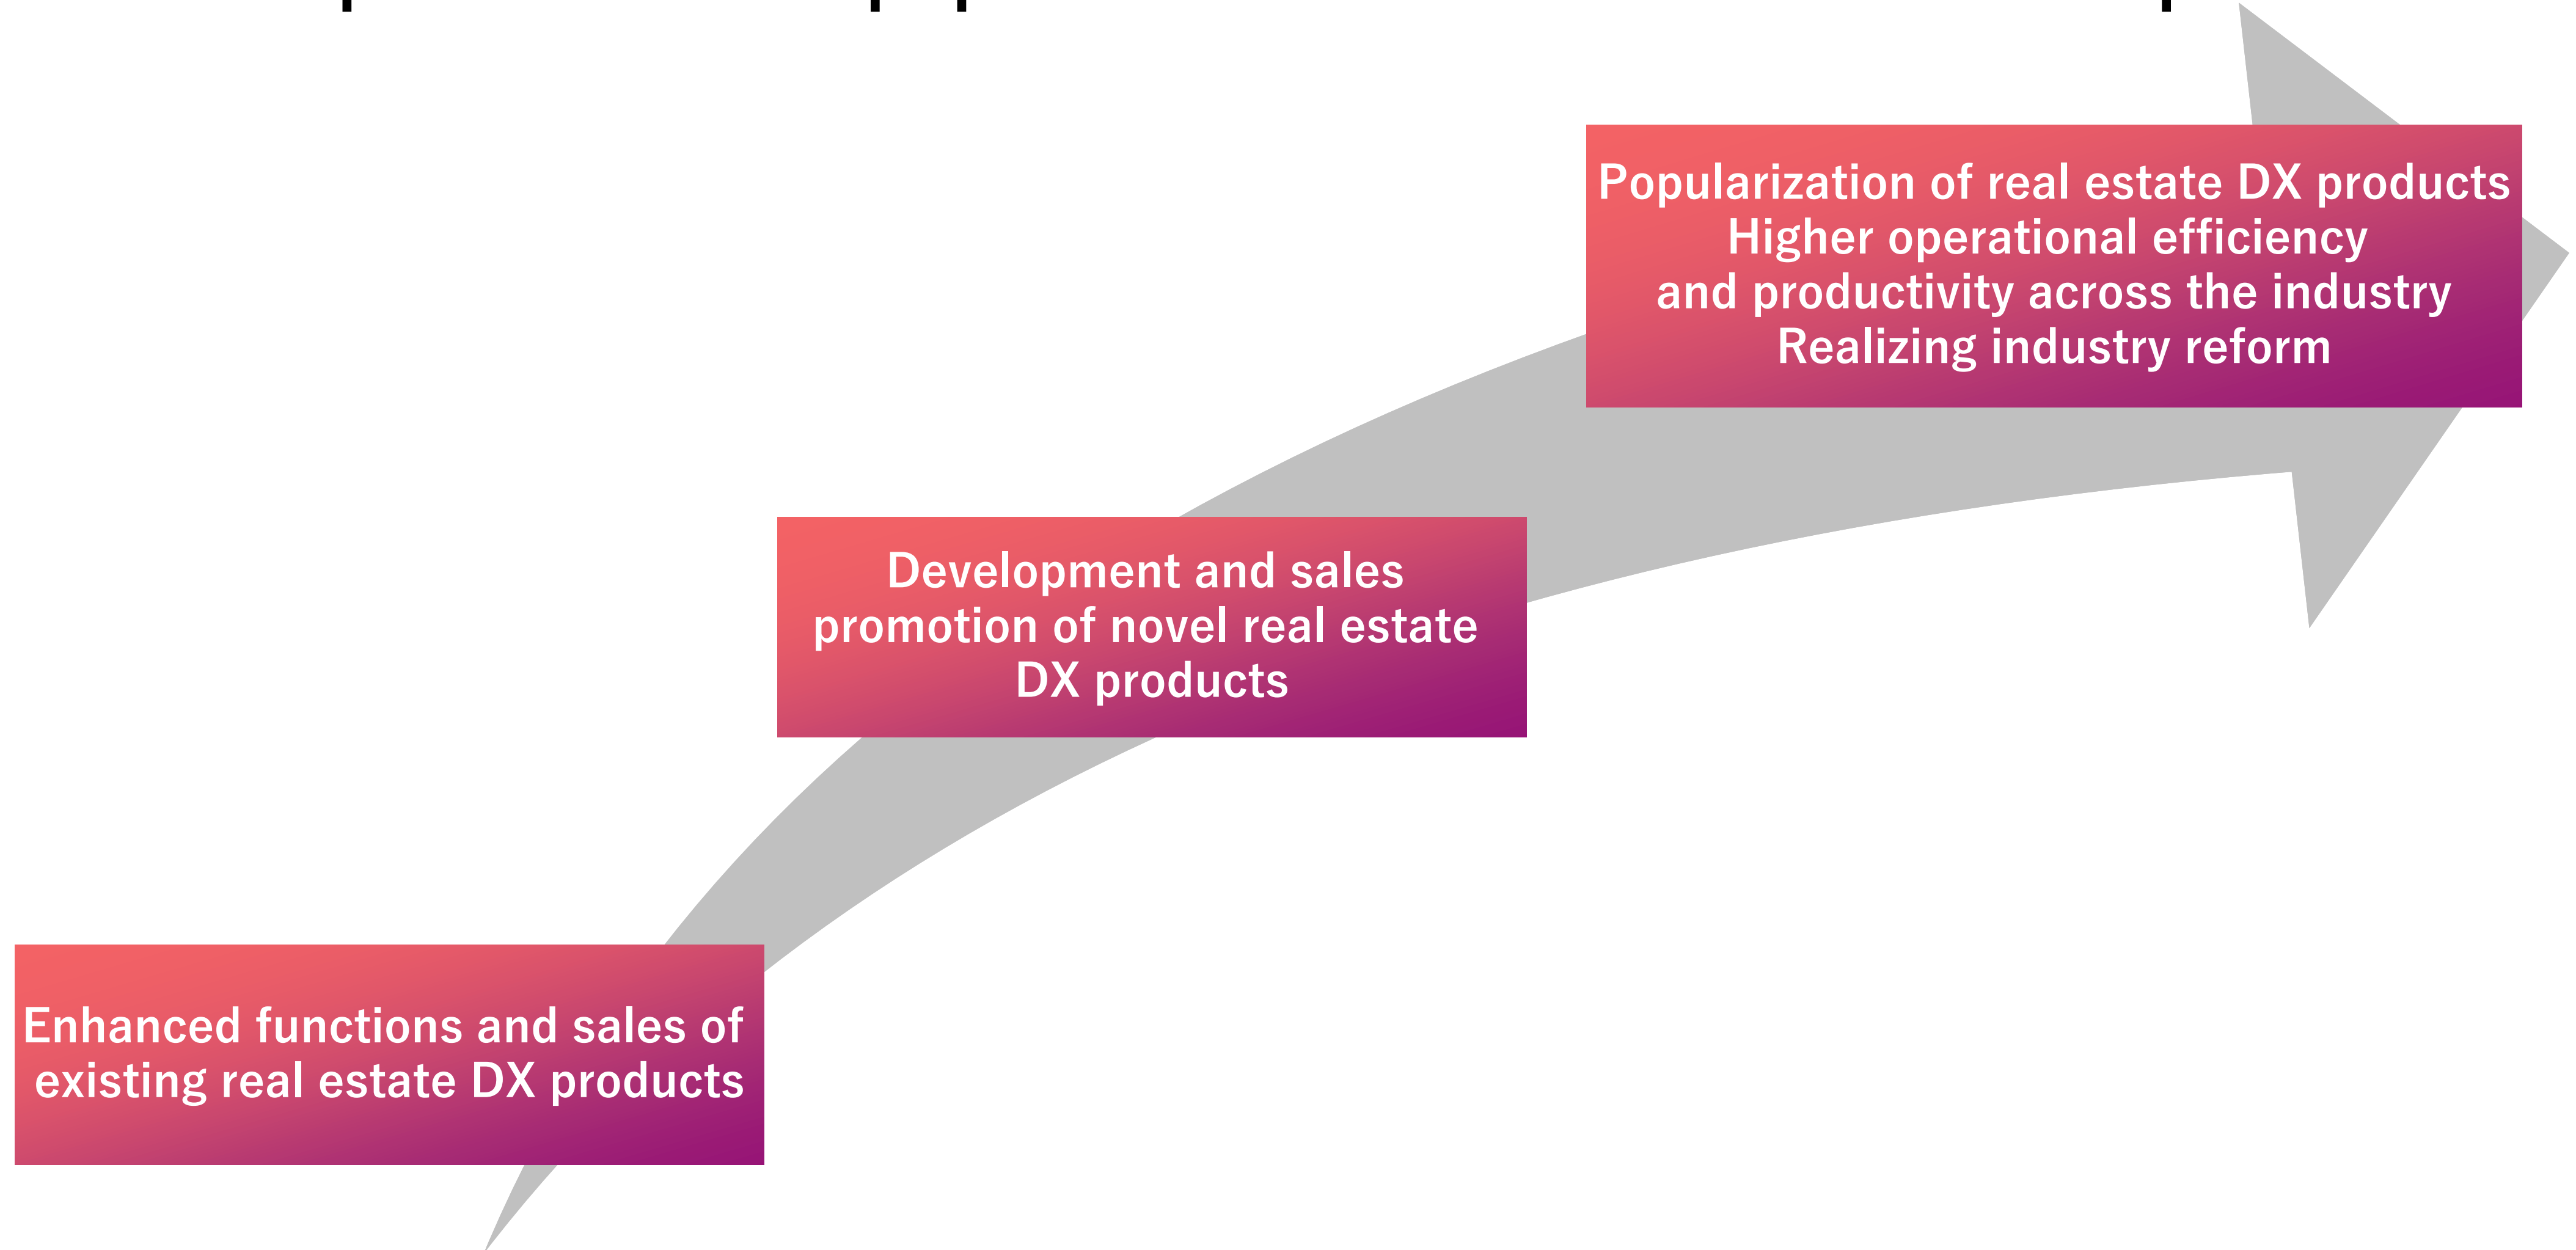 Popularization of real estate DX products
Higher operational efficiency
and productivity across the industry
Realizing industry reform
Development and sales
promotion of novel real estate
DX products
Enhanced functions and sales of
existing real estate DX products